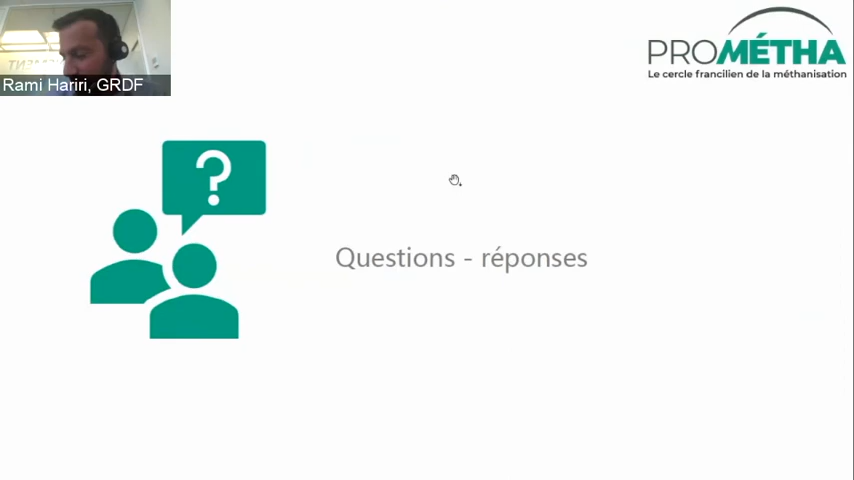 PROMÉTHA
Le cercle francilien de la méthanisation
Rami Hariri, GRDF
?
Questions - réponses